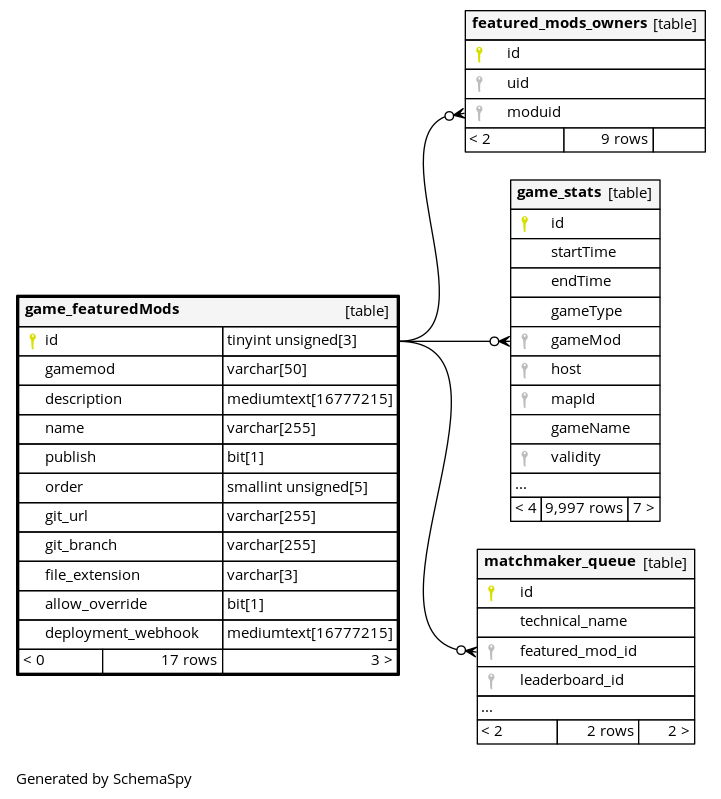 featured_mods_owners [table]
id
uid
moduid
< 2 9 rows
game_stats [table]
id
startTime
endTime
gameType
gameMod
host
mapId
gameName
validity
...
< 4 9,997 rows 7 >
game_featuredMods [table]
id tinyint unsigned[3]
gamemod varchar[50]
description mediumtext[16777215]
name varchar[255]
publish bit[1]
order smallint unsigned[5]
git_url varchar[255]
git_branch varchar[255]
file_extension varchar[3]
allow_override bit[1]
deployment_webhook mediumtext[16777215]
< 0 17 rows 3 >
matchmaker_queue [table]
id
technical_name
featured_mod_id
leaderboard_id
...
< 2 2 rows 2 >
Generated by SchemaSpy